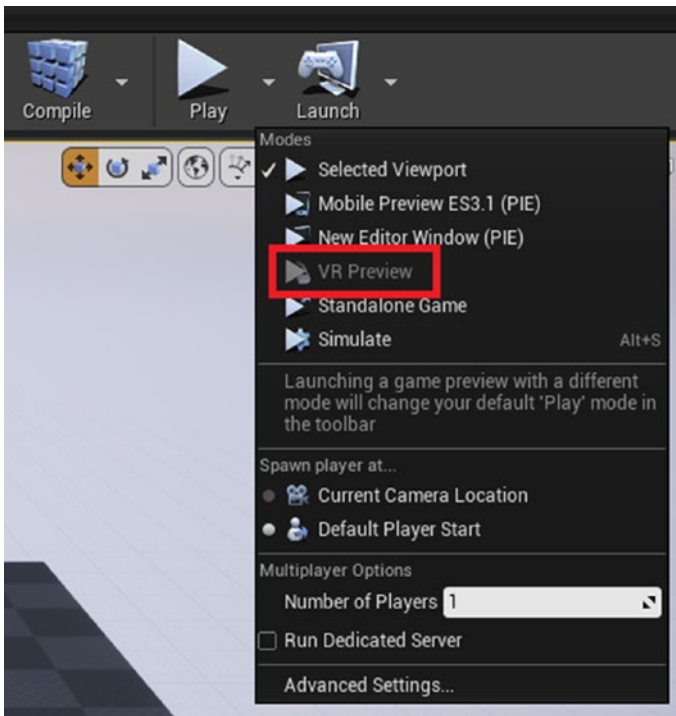 Compile
Play
Launch
Modes
Selected Viewport
Mobile Preview ES3.1 (PIE)
New Editor Window (PIE)
VR Preview
Standalone Game
Simulate Alt+S
Launching a game preview with a different
mode will change your default 'Play' mode in
the toolbar
Spawn player at...
Current Camera Location
Default Player Start
Multiplayer Options
Number of Players 1
Run Dedicated Server
Advanced Settings...